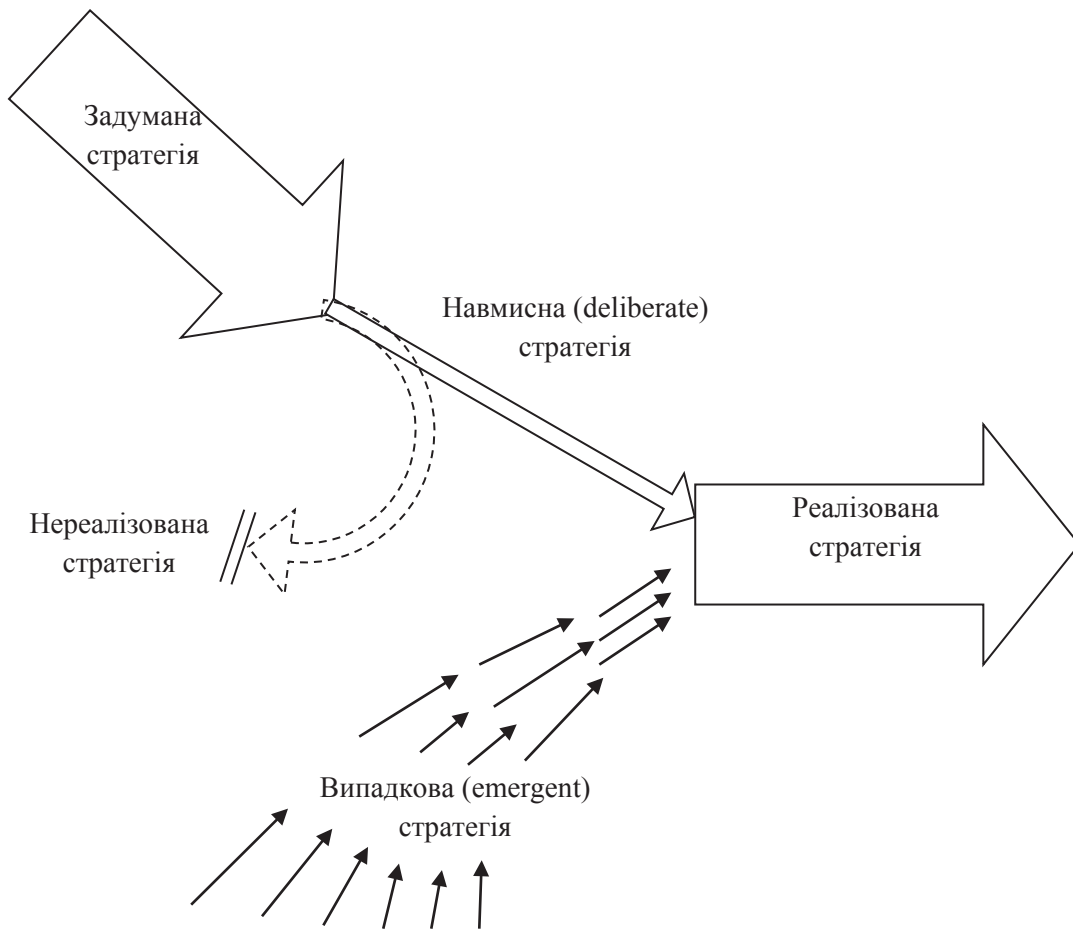 Задумана
стратегія
Навмисна (deliberate)
стратегія
Нереалізована
стратегія
Реалізована
стратегія
Випадкова (emergent)
стратегія